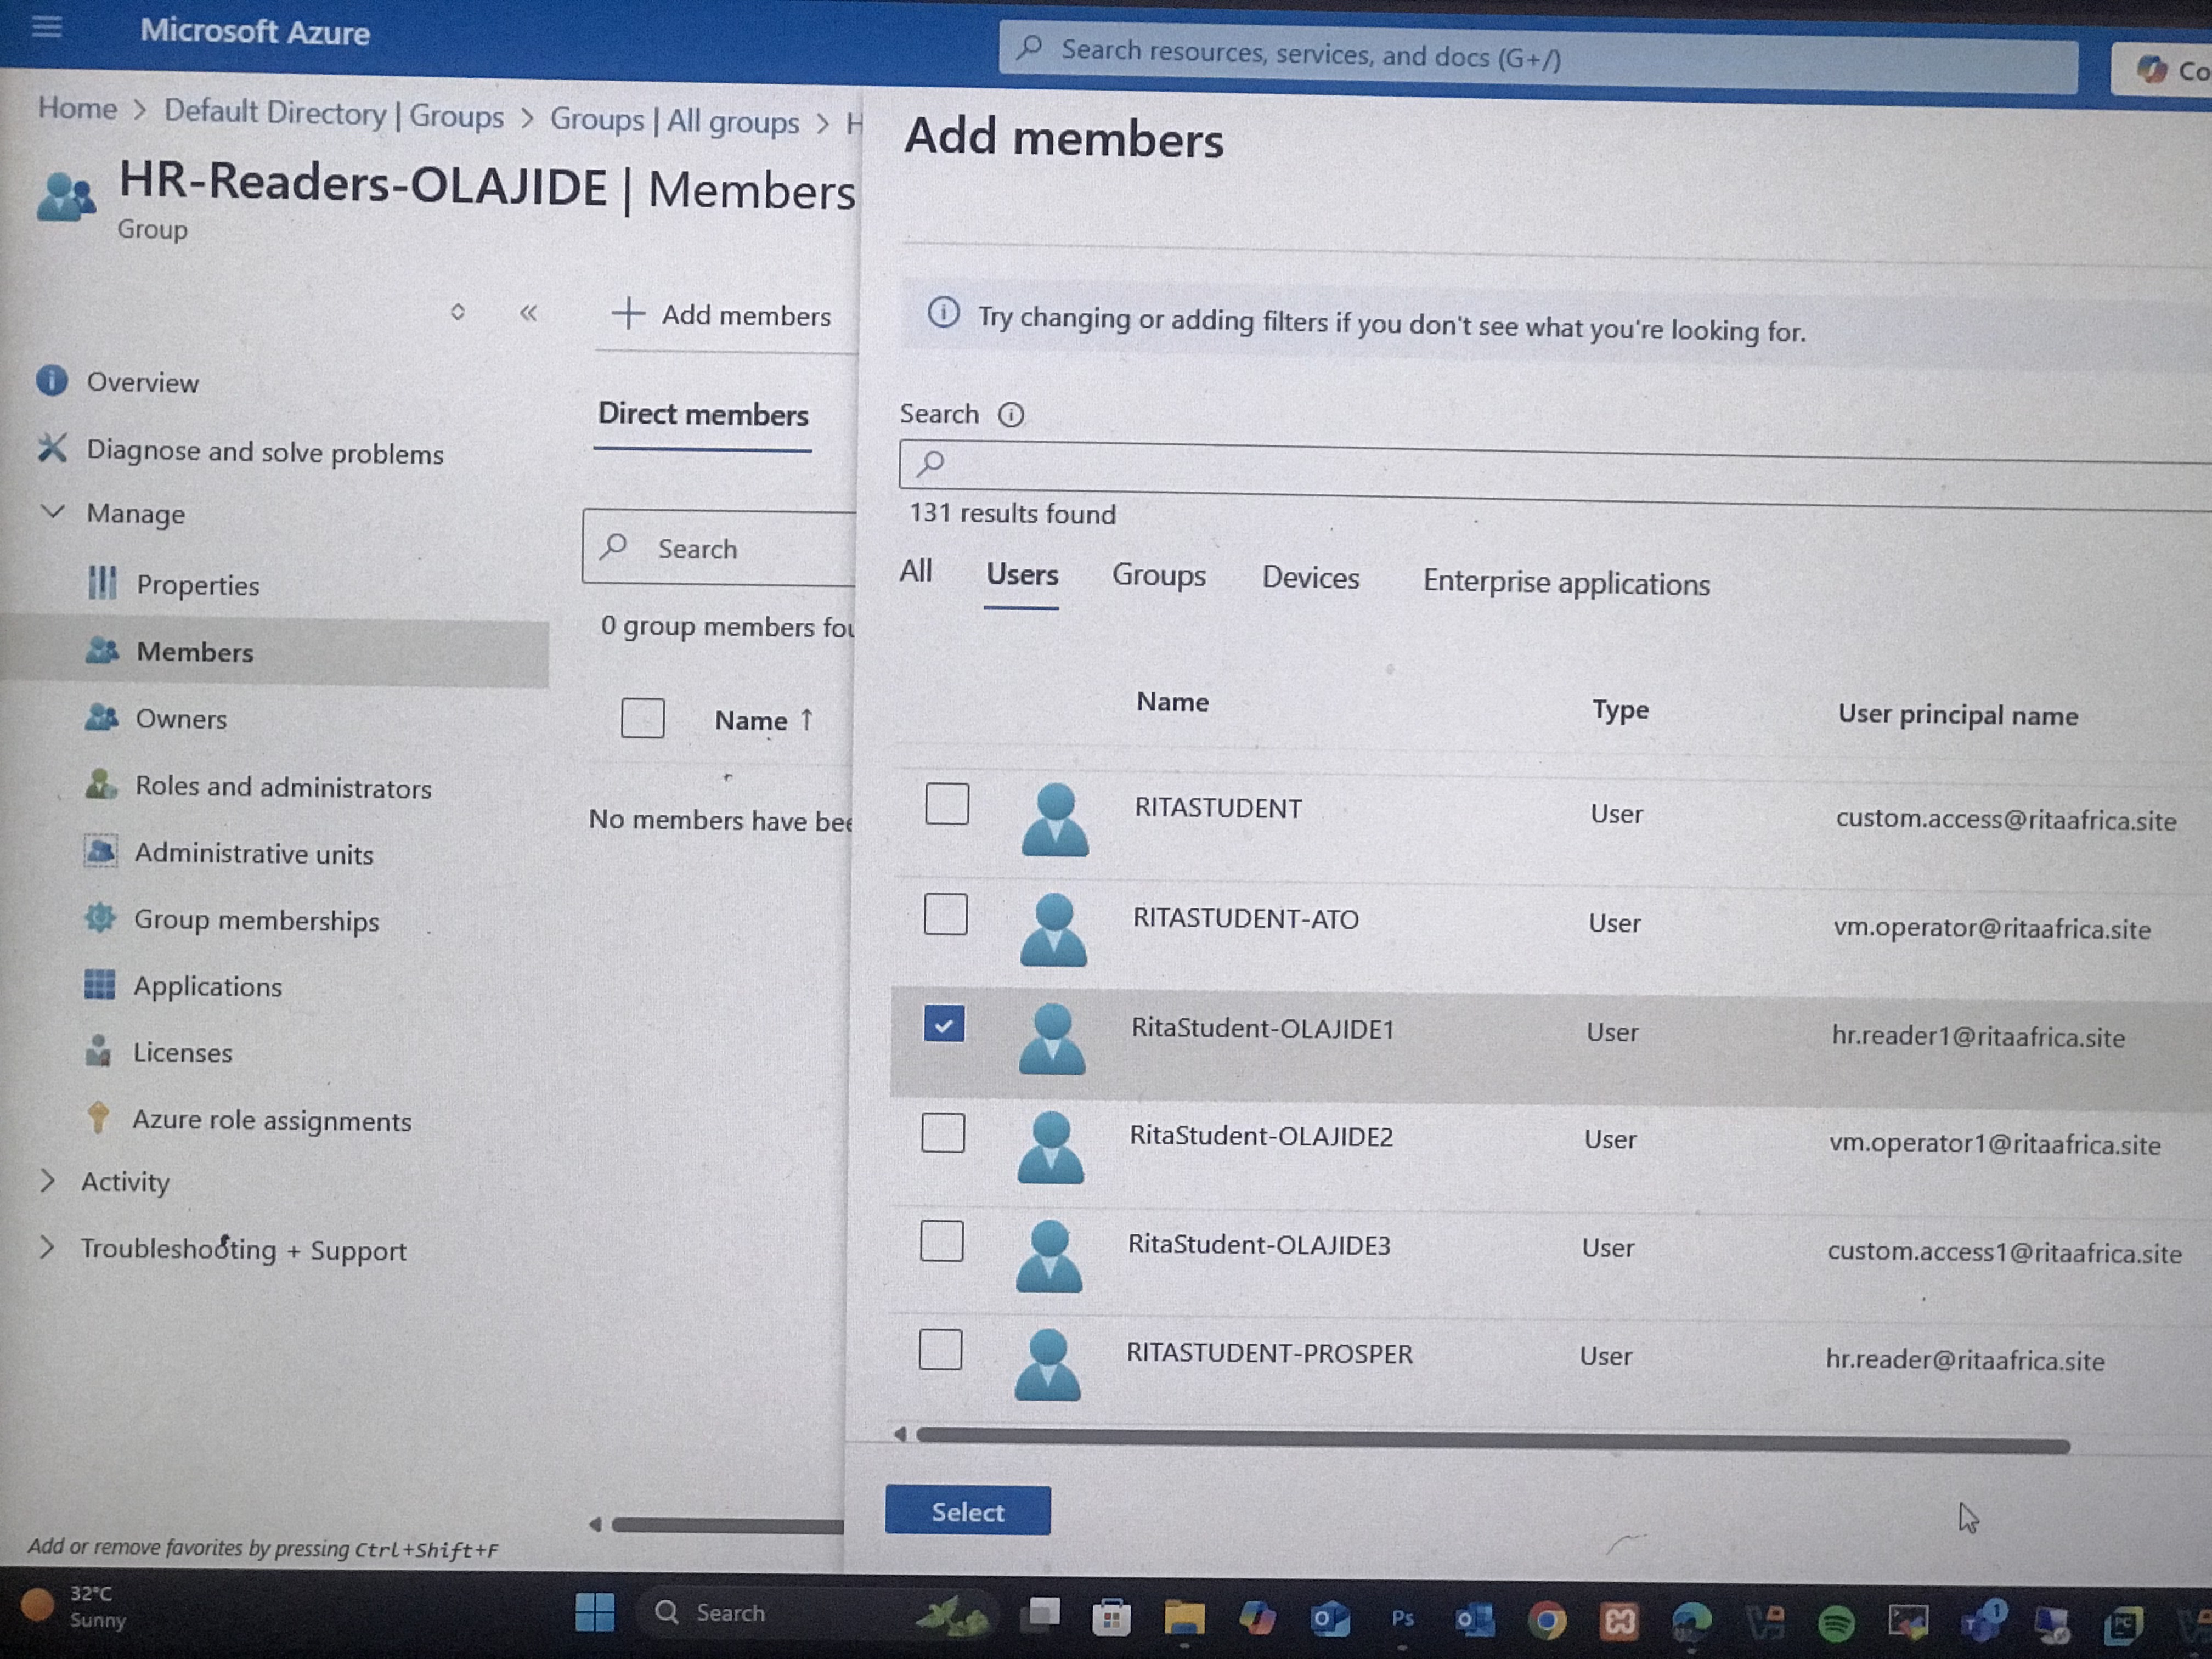 Microsoft Azure
Search resources, services, and docs (G+/)
Co
Home > Default Directory | Groups > Groups | All groups > H
HR-Readers-OLAJIDE | Members
Group
Add members
Overview
Diagnose and solve problems
Manage
Properties
Members
Owners
Roles and administrators
Administrative units
Group memberships
Applications
Licenses
Azure role assignments
Activity
Troubleshooting + Support
Add or remove favorites by pressing Ctrl+Shift+F
Direct members
Search
0 group members fou
Name ↑
No members have bee
Add members
Try changing or adding filters if you don't see what you're looking for.
Search
131 results found
All Users Groups Devices Enterprise applications
Name Type User principal name
RITASTUDENT User custom.access@ritaafrica.site
RITASTUDENT-ATO User vm.operator@ritaafrica.site
RitaStudent-OLAJIDE1 User hr.reader1@ritaafrica.site
RitaStudent-OLAJIDE2 User vm.operator1@ritaafrica.site
RitaStudent-OLAJIDE3 User custom.access1@ritaafrica.site
RITASTUDENT-PROSPER User hr.reader@ritaafrica.site
Select
32°C
Sunny
Search
Ps
1
PC